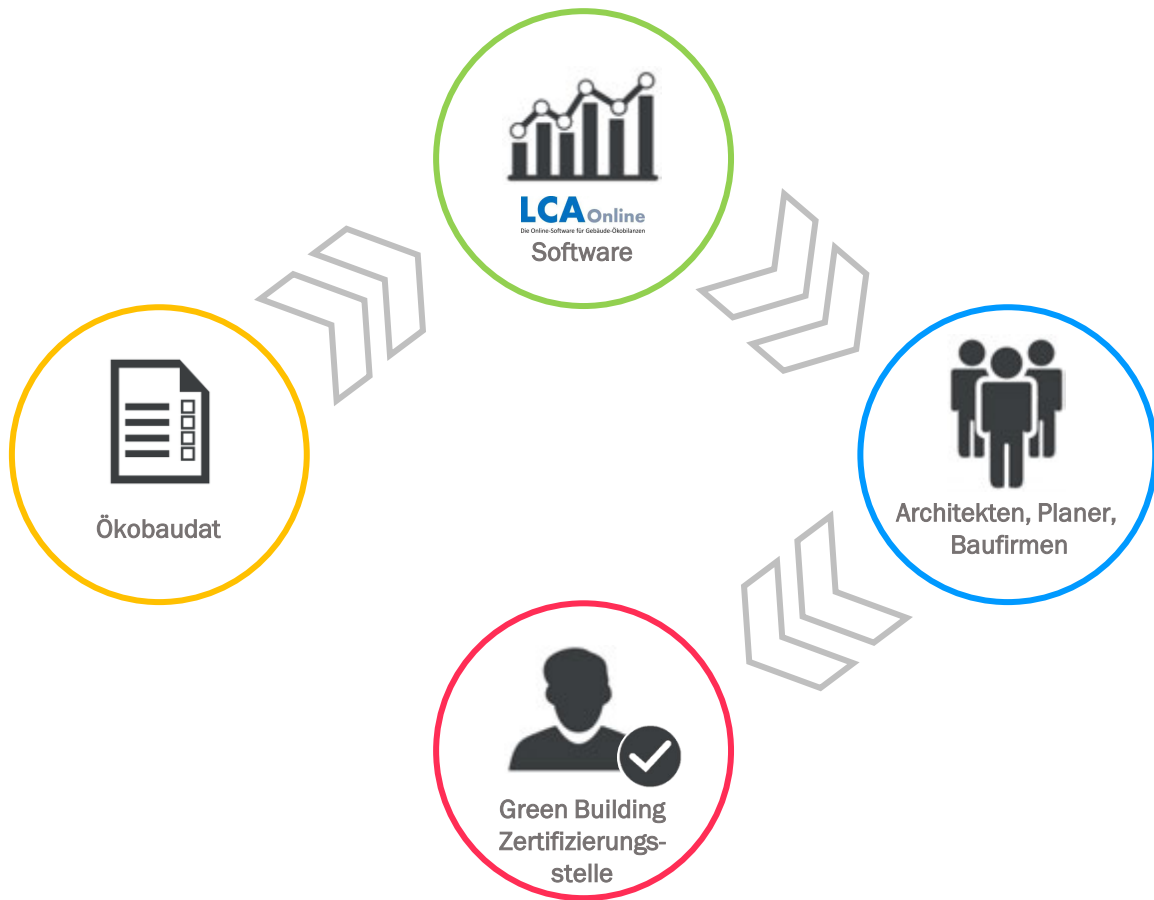 LCA Online
Die Online-Software für Gebäude-Ökobilanzen
Software
Ökobaudat
Architekten, Planer,
Baufirmen
Green Building
Zertifizierungs-
stelle